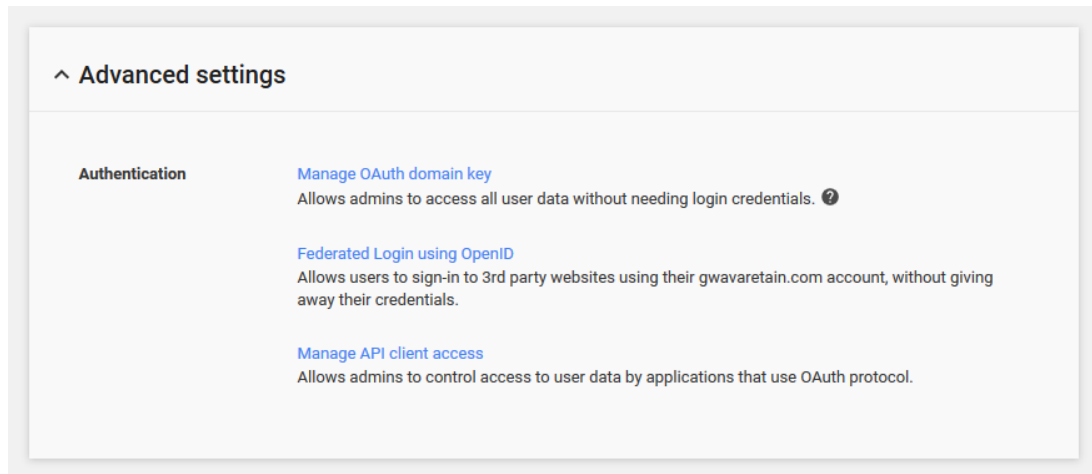 Advanced settings
Authentication
Manage OAuth domain key
Allows admins to access all user data without needing login credentials. ?
Federated Login using OpenID
Allows users to sign-in to 3rd party websites using their gwavaretain.com account, without giving
away their credentials.
Manage API client access
Allows admins to control access to user data by applications that use OAuth protocol.